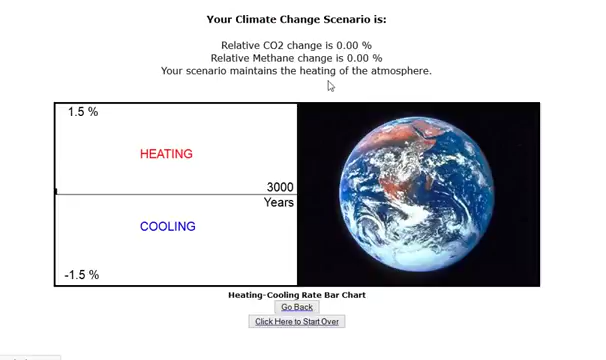 Your Climate Change Scenario is:
Relative CO2 change is 0.00 %
Relative Methane change is 0.00 %
Your scenario maintains the heating of the atmosphere.
1.5 %
HEATING
3000
Years
COOLING
-1.5 %
Heating-Cooling Rate Bar Chart
Go Back
Click Here to Start Over